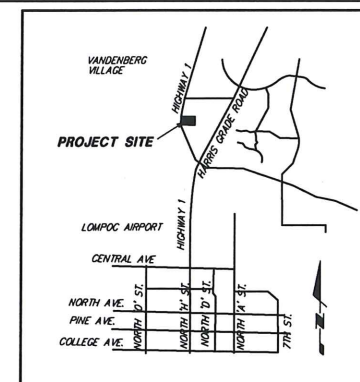 VANDENBERG
VILLAGE
HIGHWAY 1
HARRIS GRADE ROAD
PROJECT SITE
LOMPOC AIRPORT
HIGHWAY 1
CENTRAL AVE
NORTH 'O' ST.
NORTH 'H' ST.
NORTH 'D' ST.
NORTH 'A' ST.
7TH ST.
NORTH AVE.
PINE AVE.
COLLEGE AVE.
N